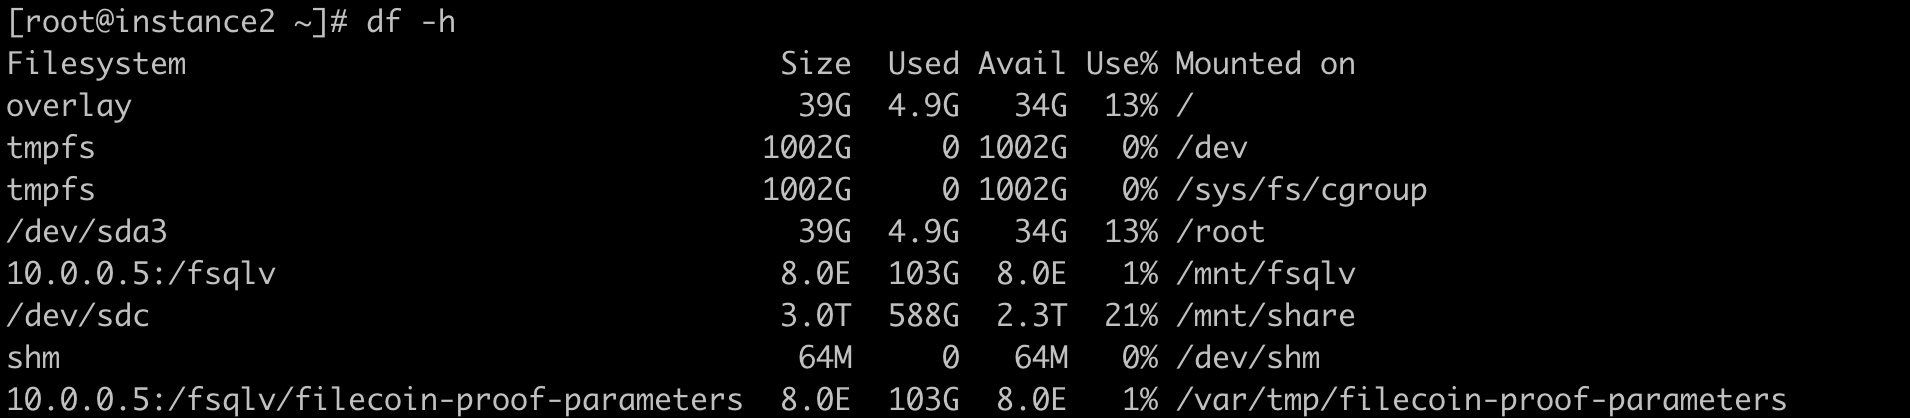 [root@instance2 ~]# df -h
Filesystem                                 Size  Used Avail Use% Mounted on
overlay                                     39G  4.9G   34G  13% /
tmpfs                                     1002G     0 1002G   0% /dev
tmpfs                                     1002G     0 1002G   0% /sys/fs/cgroup
/dev/sda3                                   39G  4.9G   34G  13% /root
10.0.0.5:/fsqlv                            8.0E  103G  8.0E   1% /mnt/fsqlv
/dev/sdc                                   3.0T  588G  2.3T  21% /mnt/share
shm                                         64M     0   64M   0% /dev/shm
10.0.0.5:/fsqlv/filecoin-proof-parameters  8.0E  103G  8.0E   1% /var/tmp/filecoin-proof-parameters